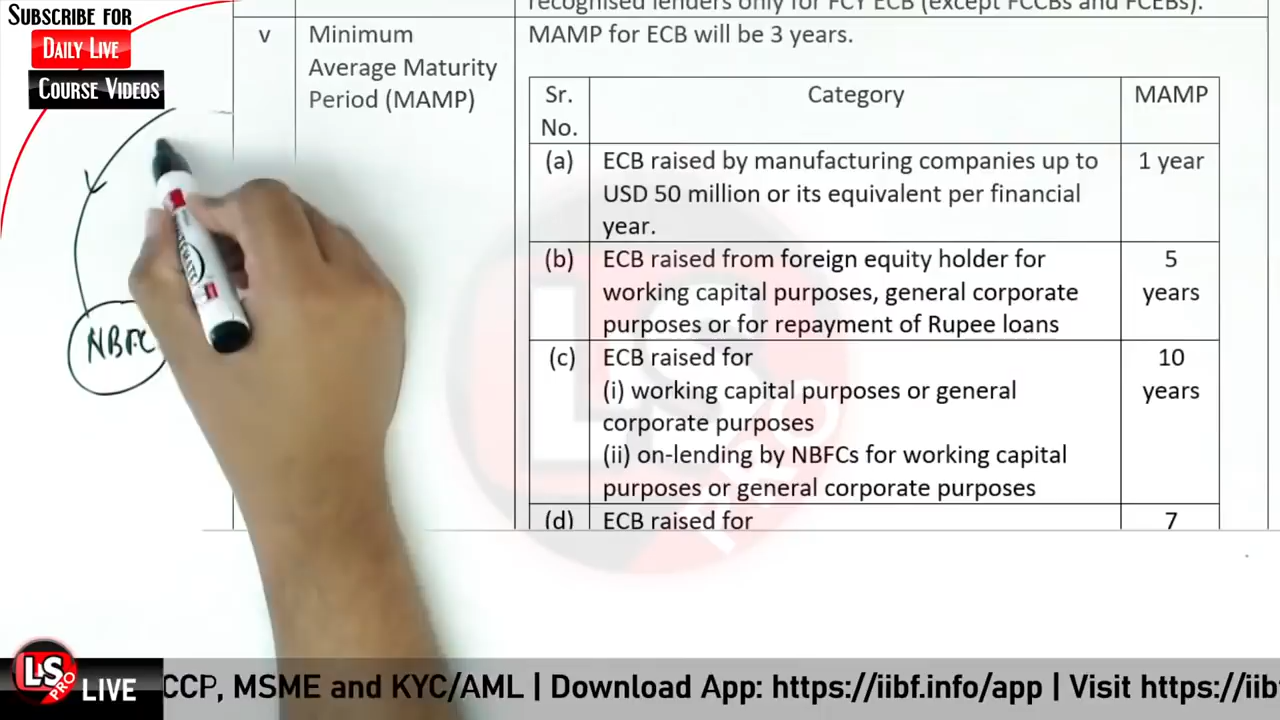 SUBSCRIBE FOR
DAILY LIVE
COURSE VIDEOS
recognised lenders only for FCY ECB (except FCCBs and FCEBs).
v Minimum Average Maturity Period (MAMP)
MAMP for ECB will be 3 years.
Sr. No. Category MAMP
(a) ECB raised by manufacturing companies up to 1 year
USD 50 million or its equivalent per financial
year.
(b) ECB raised from foreign equity holder for 5
working capital purposes, general corporate years
purposes or for repayment of Rupee loans
(c) ECB raised for 10
(i) working capital purposes or general years
corporate purposes
(ii) on-lending by NBFCs for working capital
purposes or general corporate purposes
(d) ECB raised for 7
NBFC
LS PRO
LS PRO LIVE
CCP, MSME and KYC/AML | Download App: https://iibf.info/app | Visit https://iib